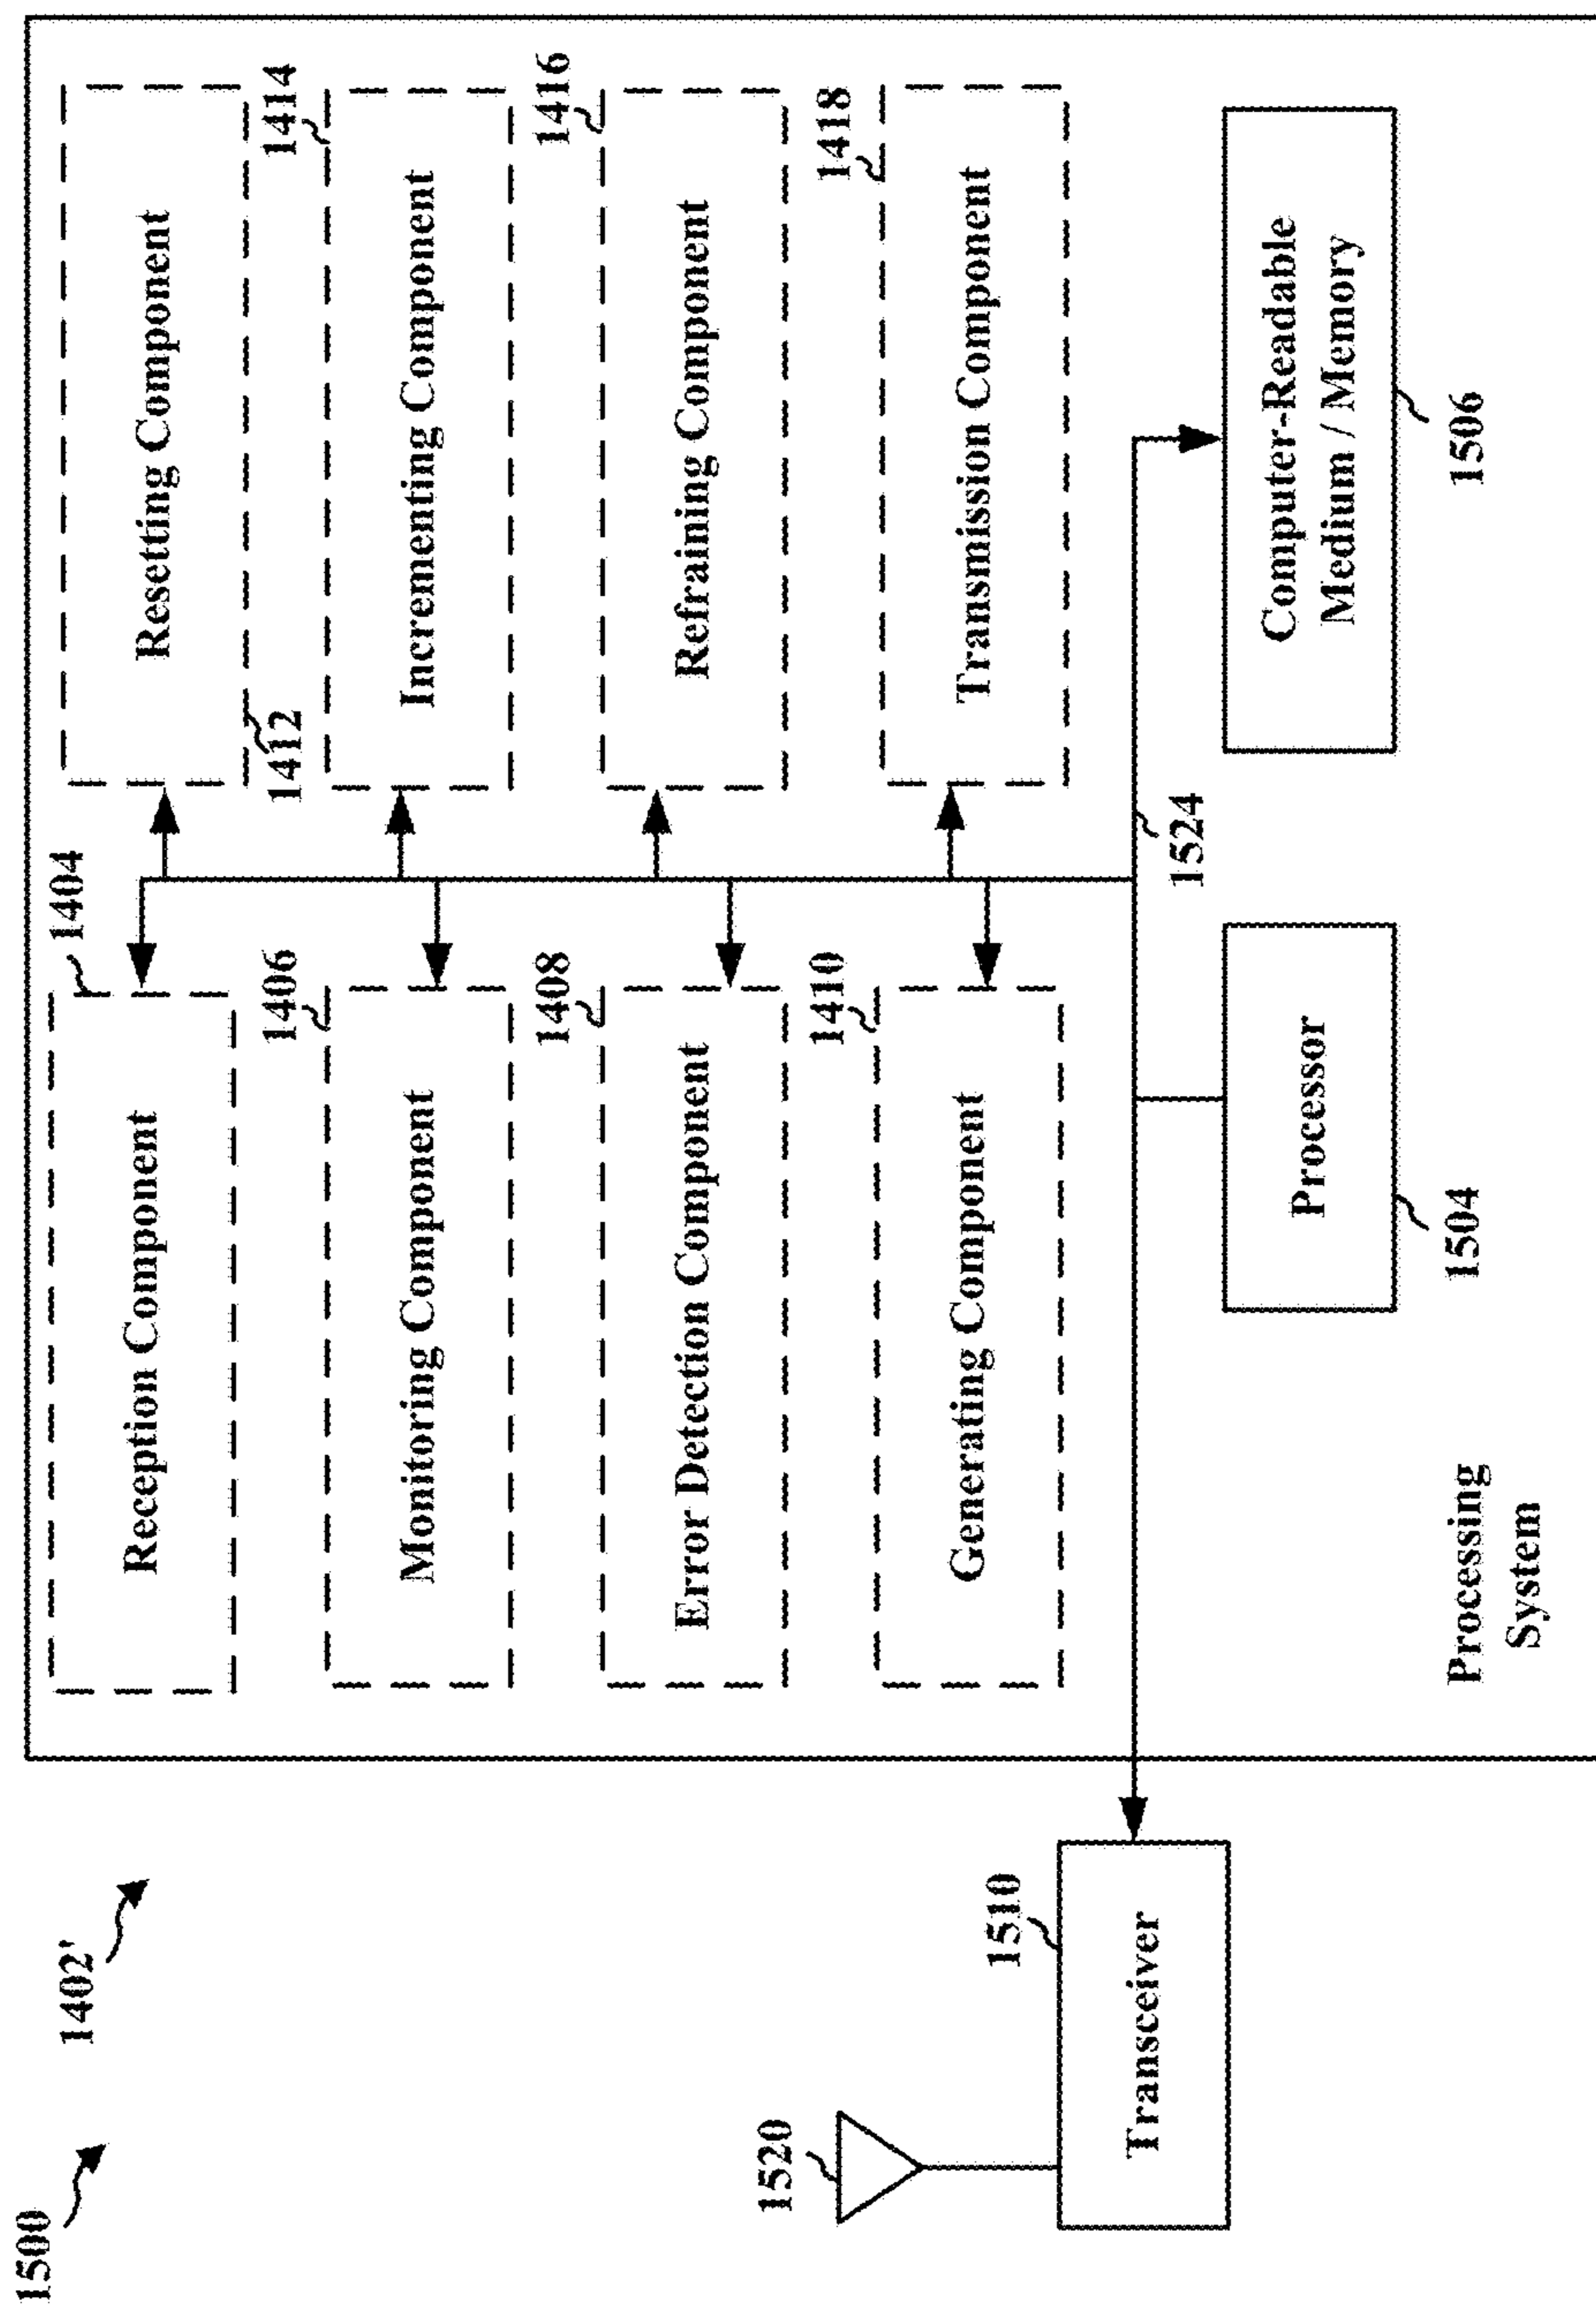 1500
1402'
1404
Reception Component
Resetting Component
1412
1406
Monitoring Component
1414
Incrementing Component
1408
Error Detection Component
1416
Refraining Component
1410
Generating Component
1418
Transmission Component
1520
1510
Transceiver
1524
Processor
1504
Computer-Readable
Medium / Memory
1506
Processing
System